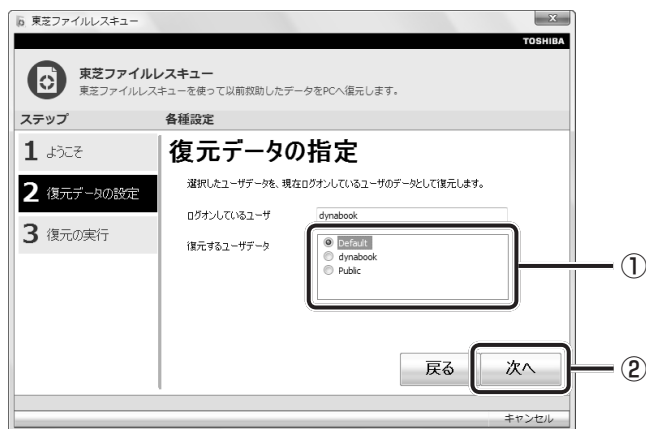 東芝ファイルレスキュー
TOSHIBA
東芝ファイルレスキュー
東芝ファイルレスキューを使って以前救助したデータをPCへ復元します。
ステップ
各種設定
1 ようこそ
2 復元データの設定
3 復元の実行
復元データの指定
選択したユーザデータを、現在ログオンしているユーザのデータとして復元します。
ログオンしているユーザ
dynabook
復元するユーザデータ
Default
dynabook
Public
①
戻る
次へ
②
キャンセル